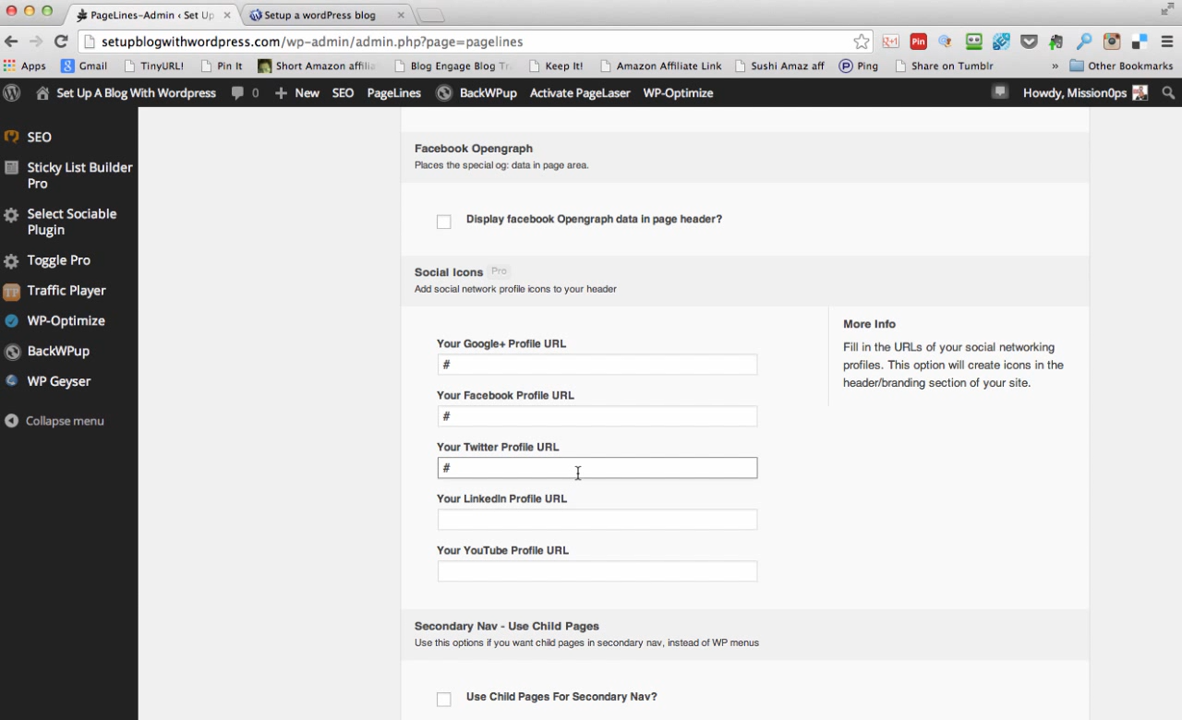 PageLines-Admin ‹ Set Up
Setup a wordPress blog
setupblogwithwordpress.com/wp-admin/admin.php?page=pagelines
Apps
Gmail
TinyURL!
Pin It
Short Amazon affilia
Blog Engage Blog Tr
Keep It!
Amazon Affiliate Link
Sushi Amaz aff
Ping
Share on Tumblr
»
Other Bookmarks
Set Up A Blog With Wordpress
0
+ New
SEO
PageLines
BackWPup
Activate PageLaser
WP-Optimize
Howdy, Mission0ps
SEO
Sticky List Builder
Pro
Select Sociable
Plugin
Toggle Pro
Traffic Player
WP-Optimize
BackWPup
WP Geyser
Collapse menu
Facebook Opengraph
Places the special og: data in page area.
Display facebook Opengraph data in page header?
Social Icons Pro
Add social network profile icons to your header
Your Google+ Profile URL
#
Your Facebook Profile URL
#
Your Twitter Profile URL
#
Your LinkedIn Profile URL
Your YouTube Profile URL
More Info
Fill in the URLs of your social networking
profiles. This option will create icons in the
header/branding section of your site.
Secondary Nav - Use Child Pages
Use this options if you want child pages in secondary nav, instead of WP menus
Use Child Pages For Secondary Nav?